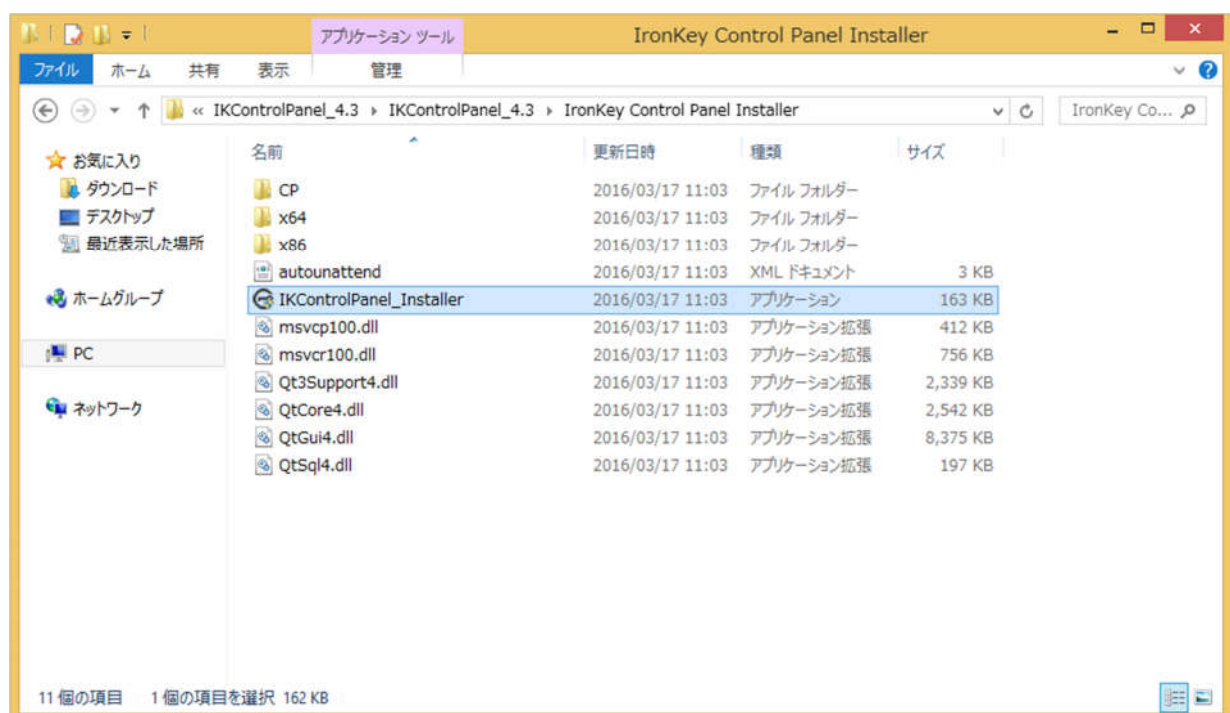 アプリケーション ツール
IronKey Control Panel Installer
ファイル ホーム 共有 表示 管理
« IKControlPanel_4.3 IKControlPanel_4.3 IronKey Control Panel Installer IronKey Co...
お気に入り
ダウンロード
デスクトップ
最近表示した場所
ホームグループ
PC
ネットワーク
名前 更新日時 種類 サイズ
CP 2016/03/17 11:03 ファイル フォルダー
x64 2016/03/17 11:03 ファイル フォルダー
x86 2016/03/17 11:03 ファイル フォルダー
autounattend 2016/03/17 11:03 XML ドキュメント 3 KB
IKControlPanel_Installer 2016/03/17 11:03 アプリケーション 163 KB
msvcp100.dll 2016/03/17 11:03 アプリケーション拡張 412 KB
msvcr100.dll 2016/03/17 11:03 アプリケーション拡張 756 KB
Qt3Support4.dll 2016/03/17 11:03 アプリケーション拡張 2,339 KB
QtCore4.dll 2016/03/17 11:03 アプリケーション拡張 2,542 KB
QtGui4.dll 2016/03/17 11:03 アプリケーション拡張 8,375 KB
QtSql4.dll 2016/03/17 11:03 アプリケーション拡張 197 KB
11 個の項目 1 個の項目を選択 162 KB